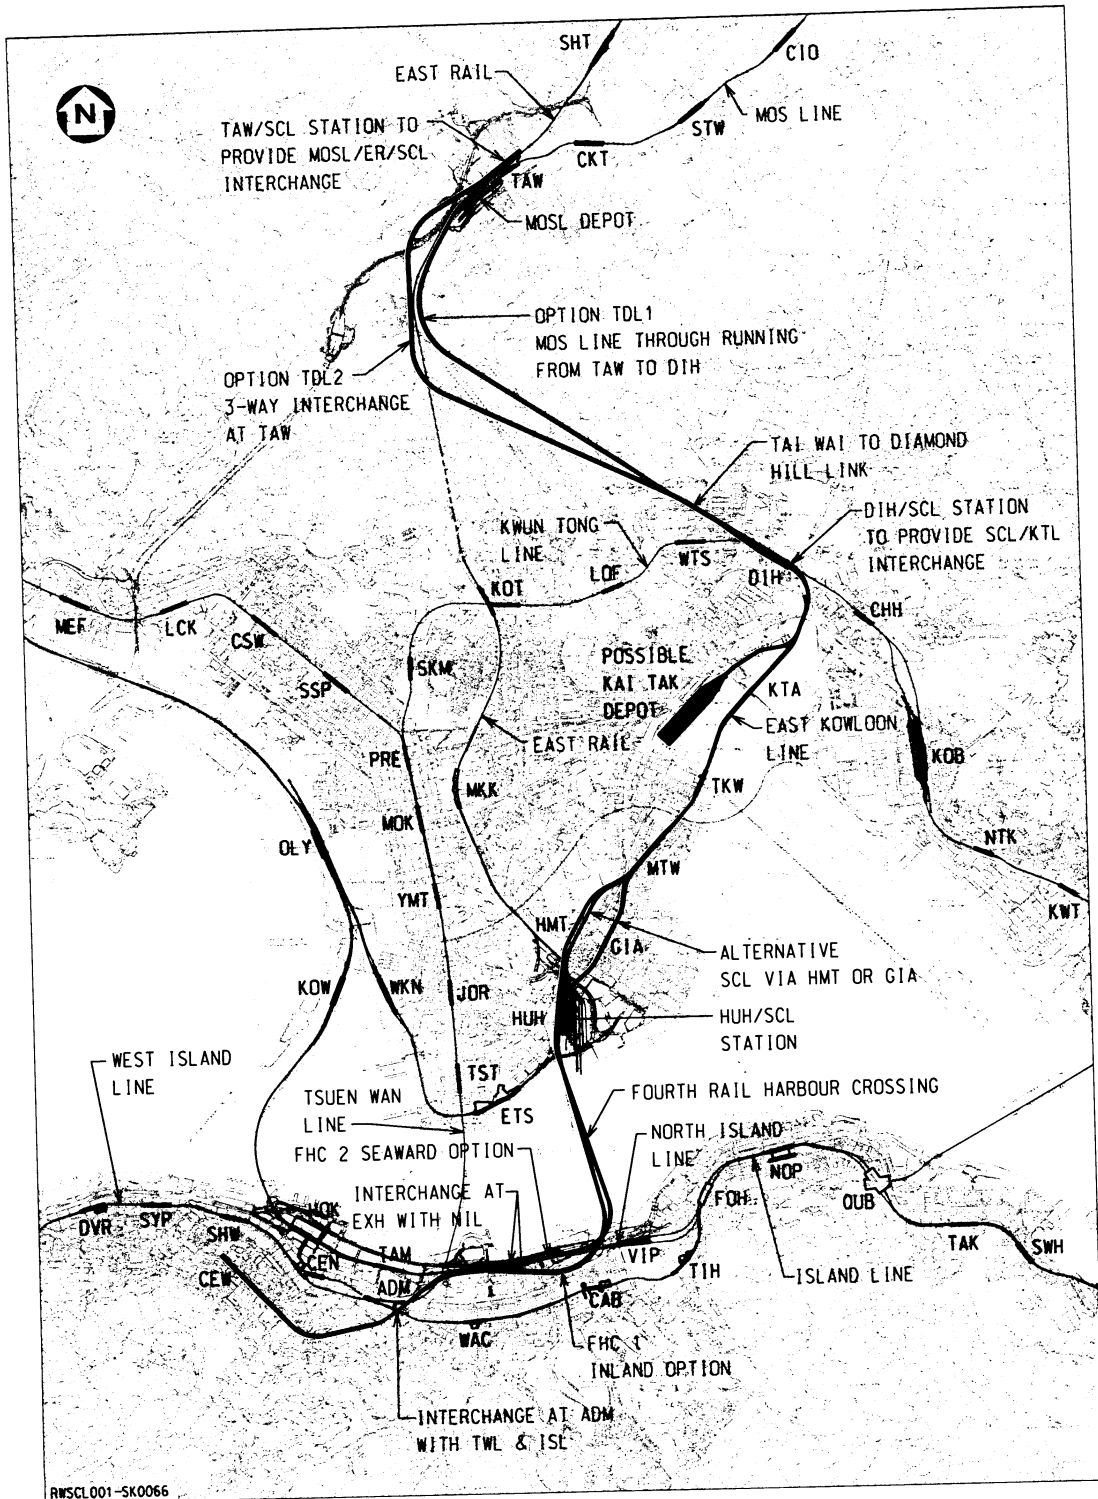 SHT
CIO
EAST RAIL
MOS LINE
N
STW
TAW/SCL STATION TO
PROVIDE MOSL/ER/SCL
INTERCHANGE
CKT
TAW
MOSL DEPOT
OPTION TDL1
MOS LINE THROUGH RUNNING
FROM TAW TO DIH
OPTION TDL2
3-WAY INTERCHANGE
AT TAW
TAI WAI TO DIAMOND
HILL LINK
DIH/SCL STATION
TO PROVIDE SCL/KTL
INTERCHANGE
KWUN TONG
LINE
WTS
DIH
LOF
KOT
CHH
MEF
LCK
CSW
SKM
SSP
POSSIBLE
KAI TAK
DEPOT
KTA
EAST KOWLOON
LINE
EAST RAIL
PRE
MKK
TKW
KOB
MOK
OLY
NTK
MTW
YMT
KWT
HMT
GIA
ALTERNATIVE
SCL VIA HMT OR GIA
KOW
WKN
JOR
HUH
HUH/SCL
STATION
WEST ISLAND
LINE
TST
ETS
TSUEN WAN
LINE
FOURTH RAIL HARBOUR CROSSING
FHC 2 SEAWARD OPTION
NORTH ISLAND
LINE
NOP
INTERCHANGE AT
EXH WITH NIL
FOH
QUB
HOK
DVR
SYP
SHW
TAM
CEN
CEW
ADM
VIP
TIH
TAK
SWH
ISLAND LINE
CAB
WAC
FHC 1
INLAND OPTION
INTERCHANGE AT ADM
WITH TWL & ISL
RWSCL001-SK0066